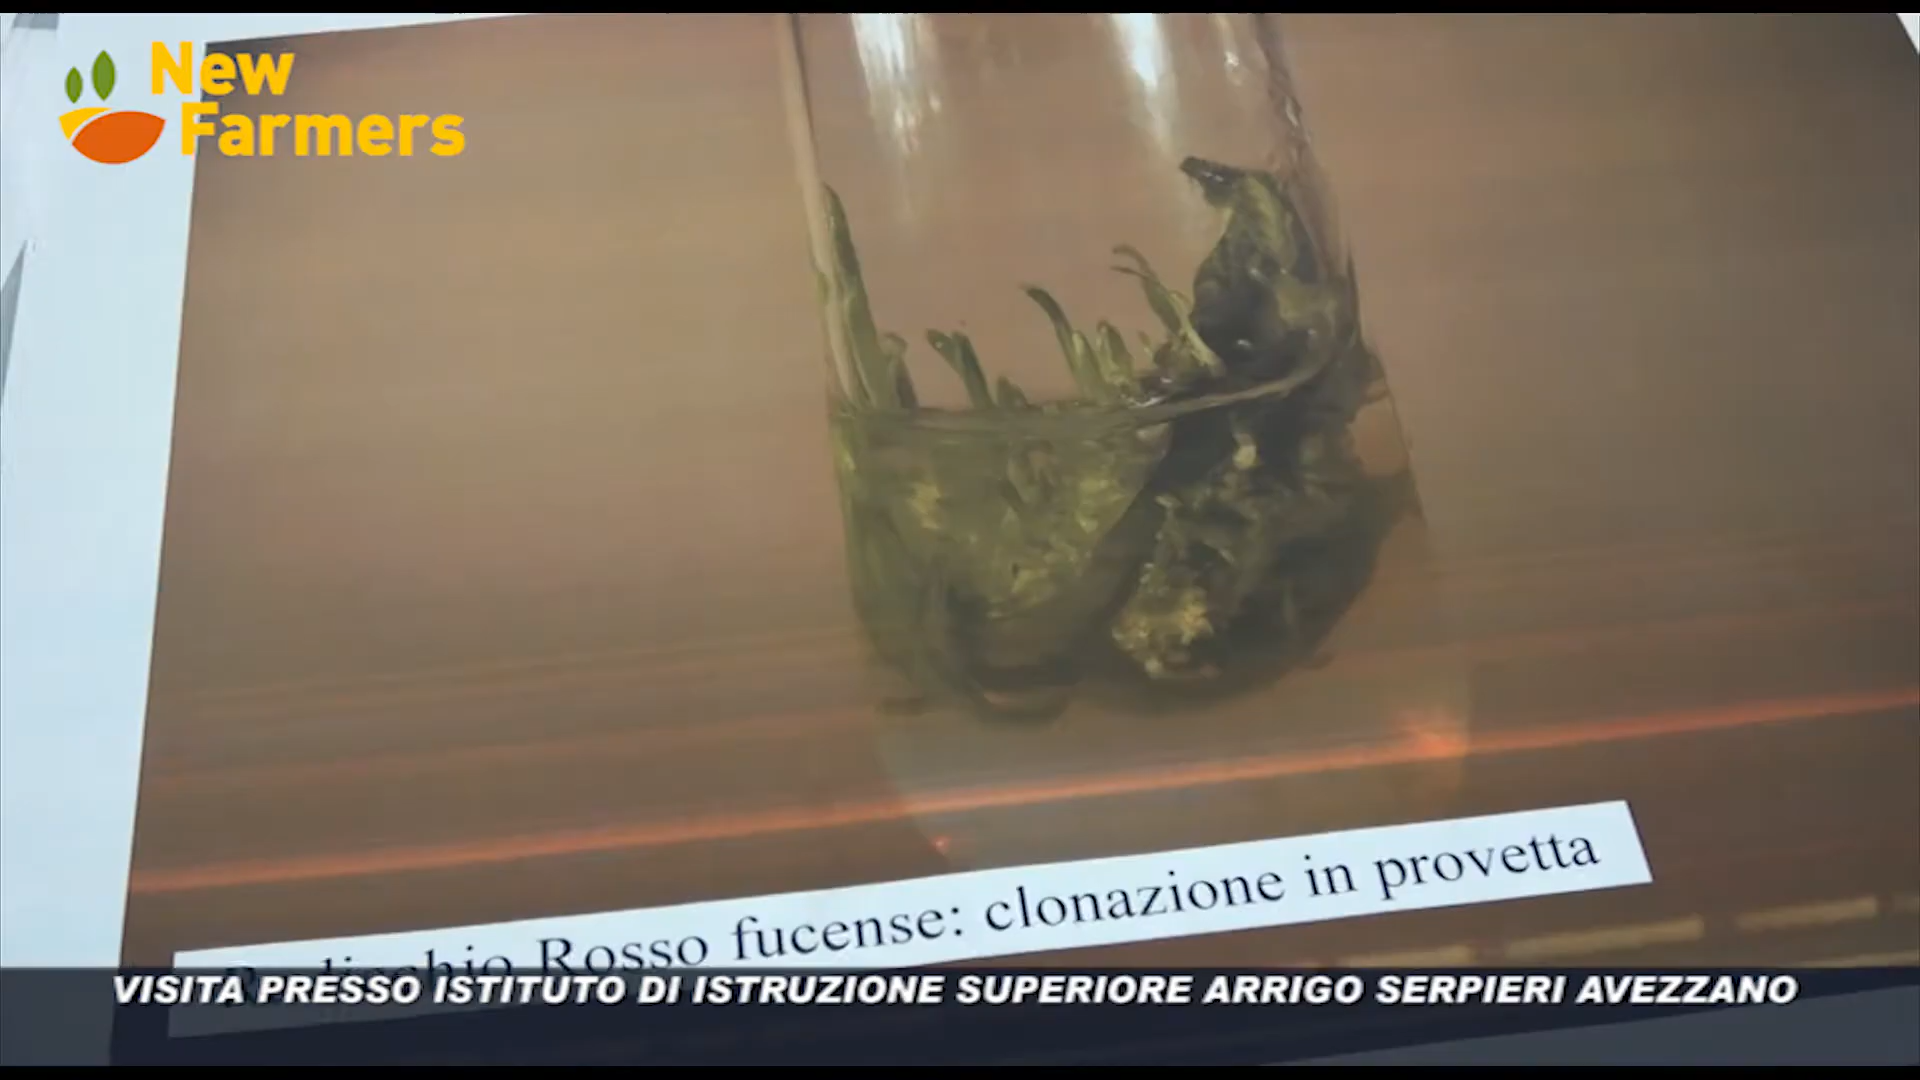 New
Farmers
Rosso fucense: clonazione in provetta
VISITA PRESSO ISTITUTO DI ISTRUZIONE SUPERIORE ARRIGO SERPIERI AVEZZANO